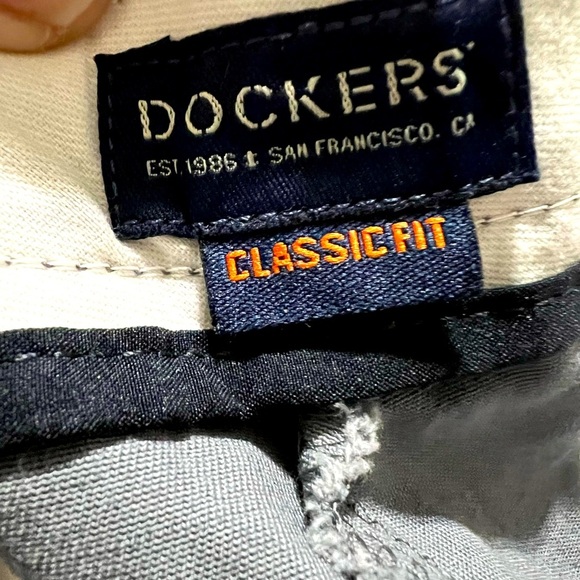 DOCKERS
EST. 1986 SAN FRANCISCO. CA
CLASSIC FIT